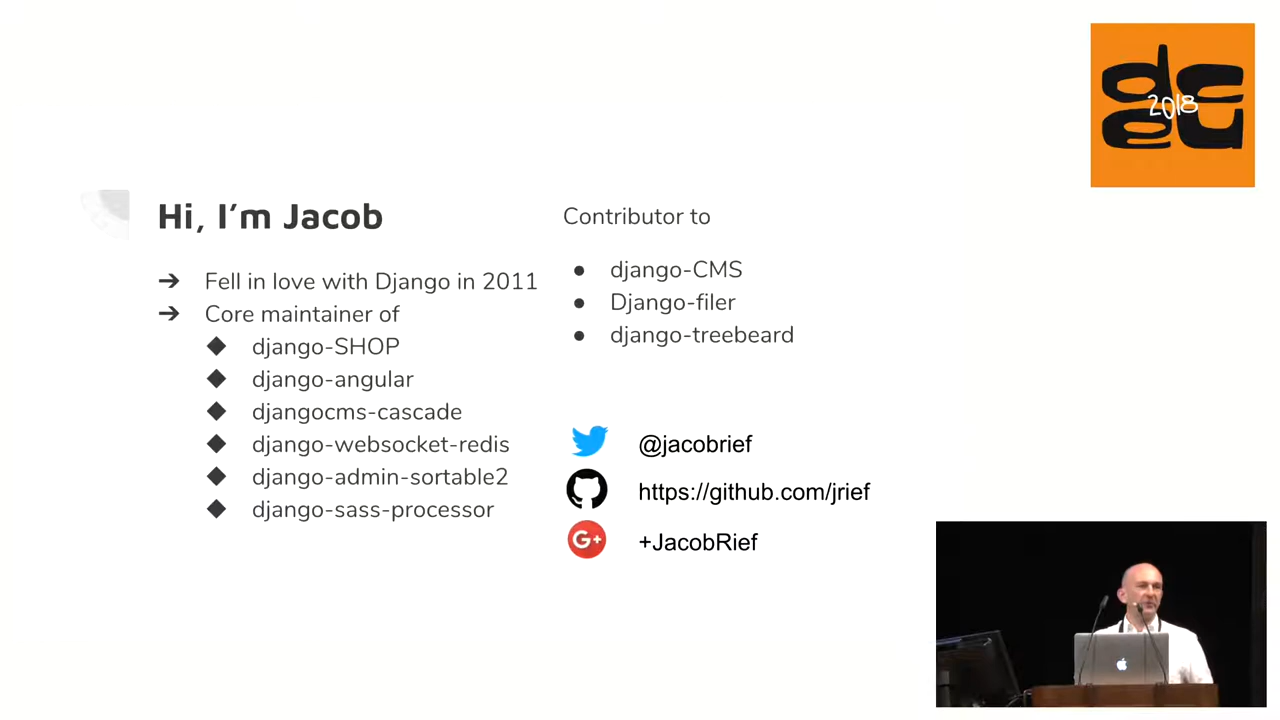 Hi, I’m Jacob
➔ Fell in love with Django in 2011
➔ Core maintainer of
◆ django-SHOP
◆ django-angular
◆ djangocms-cascade
◆ django-websocket-redis
◆ django-admin-sortable2
◆ django-sass-processor
Contributor to
● django-CMS
● Django-filer
● django-treebeard
@jacobrief
https://github.com/jrief
G+ +JacobRief
dc
2018
eu